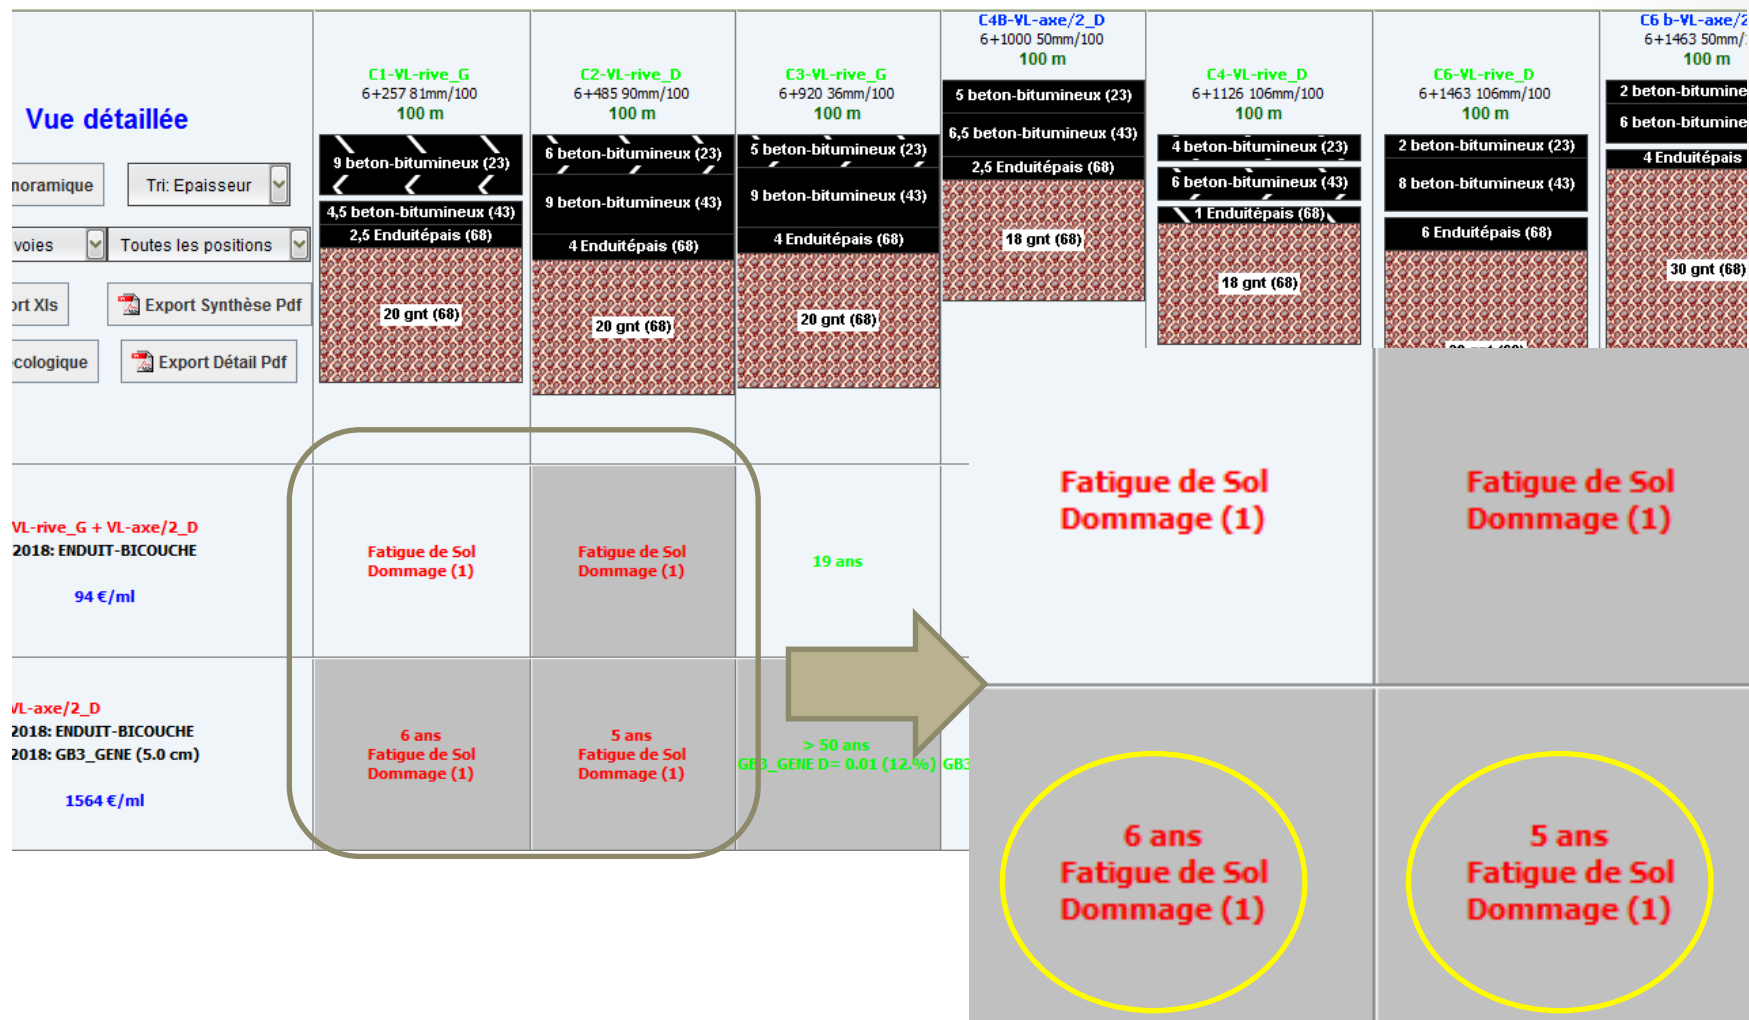 Vue détaillée
noramique
Tri: Epaisseur
voies
Toutes les positions
ort Xls
Export Synthèse Pdf
cologique
Export Détail Pdf
C1-VL-rive_G
6+257 81mm/100
100 m
9 beton-bitumineux (23)
4,5 beton-bitumineux (43)
2,5 Enduitépais (68)
20 gnt (68)
C2-VL-rive_D
6+485 90mm/100
100 m
6 beton-bitumineux (23)
9 beton-bitumineux (43)
4 Enduitépais (68)
20 gnt (68)
C3-VL-rive_G
6+920 36mm/100
100 m
5 beton-bitumineux (23)
9 beton-bitumineux (43)
4 Enduitépais (68)
20 gnt (68)
C4B-VL-axe/2_D
6+1000 50mm/100
100 m
5 beton-bitumineux (23)
6,5 beton-bitumineux (43)
2,5 Enduitépais (68)
18 gnt (68)
C4-VL-rive_D
6+1126 106mm/100
100 m
4 beton-bitumineux (23)
6 beton-bitumineux (43)
1 Enduitépais (68)
18 gnt (68)
C6-VL-rive_D
6+1463 106mm/100
100 m
2 beton-bitumineux (23)
8 beton-bitumineux (43)
6 Enduitépais (68)
C6 b-VL-axe/2
6+1463 50mm/
100 m
2 beton-bitumine
6 beton-bitumine
4 Enduitépais
30 gnt (68)
VL-rive_G + VL-axe/2_D
2018: ENDUIT-BICOUCHE
94 €/ml
Fatigue de Sol
Dommage (1)
Fatigue de Sol
Dommage (1)
19 ans
VL-axe/2_D
2018: ENDUIT-BICOUCHE
2018: GB3_GENE (5.0 cm)
1564 €/ml
6 ans
Fatigue de Sol
Dommage (1)
5 ans
Fatigue de Sol
Dommage (1)
> 50 ans
GB3_GENE D= 0.01 (12.%)
GB3
Fatigue de Sol
Dommage (1)
Fatigue de Sol
Dommage (1)
6 ans
Fatigue de Sol
Dommage (1)
5 ans
Fatigue de Sol
Dommage (1)